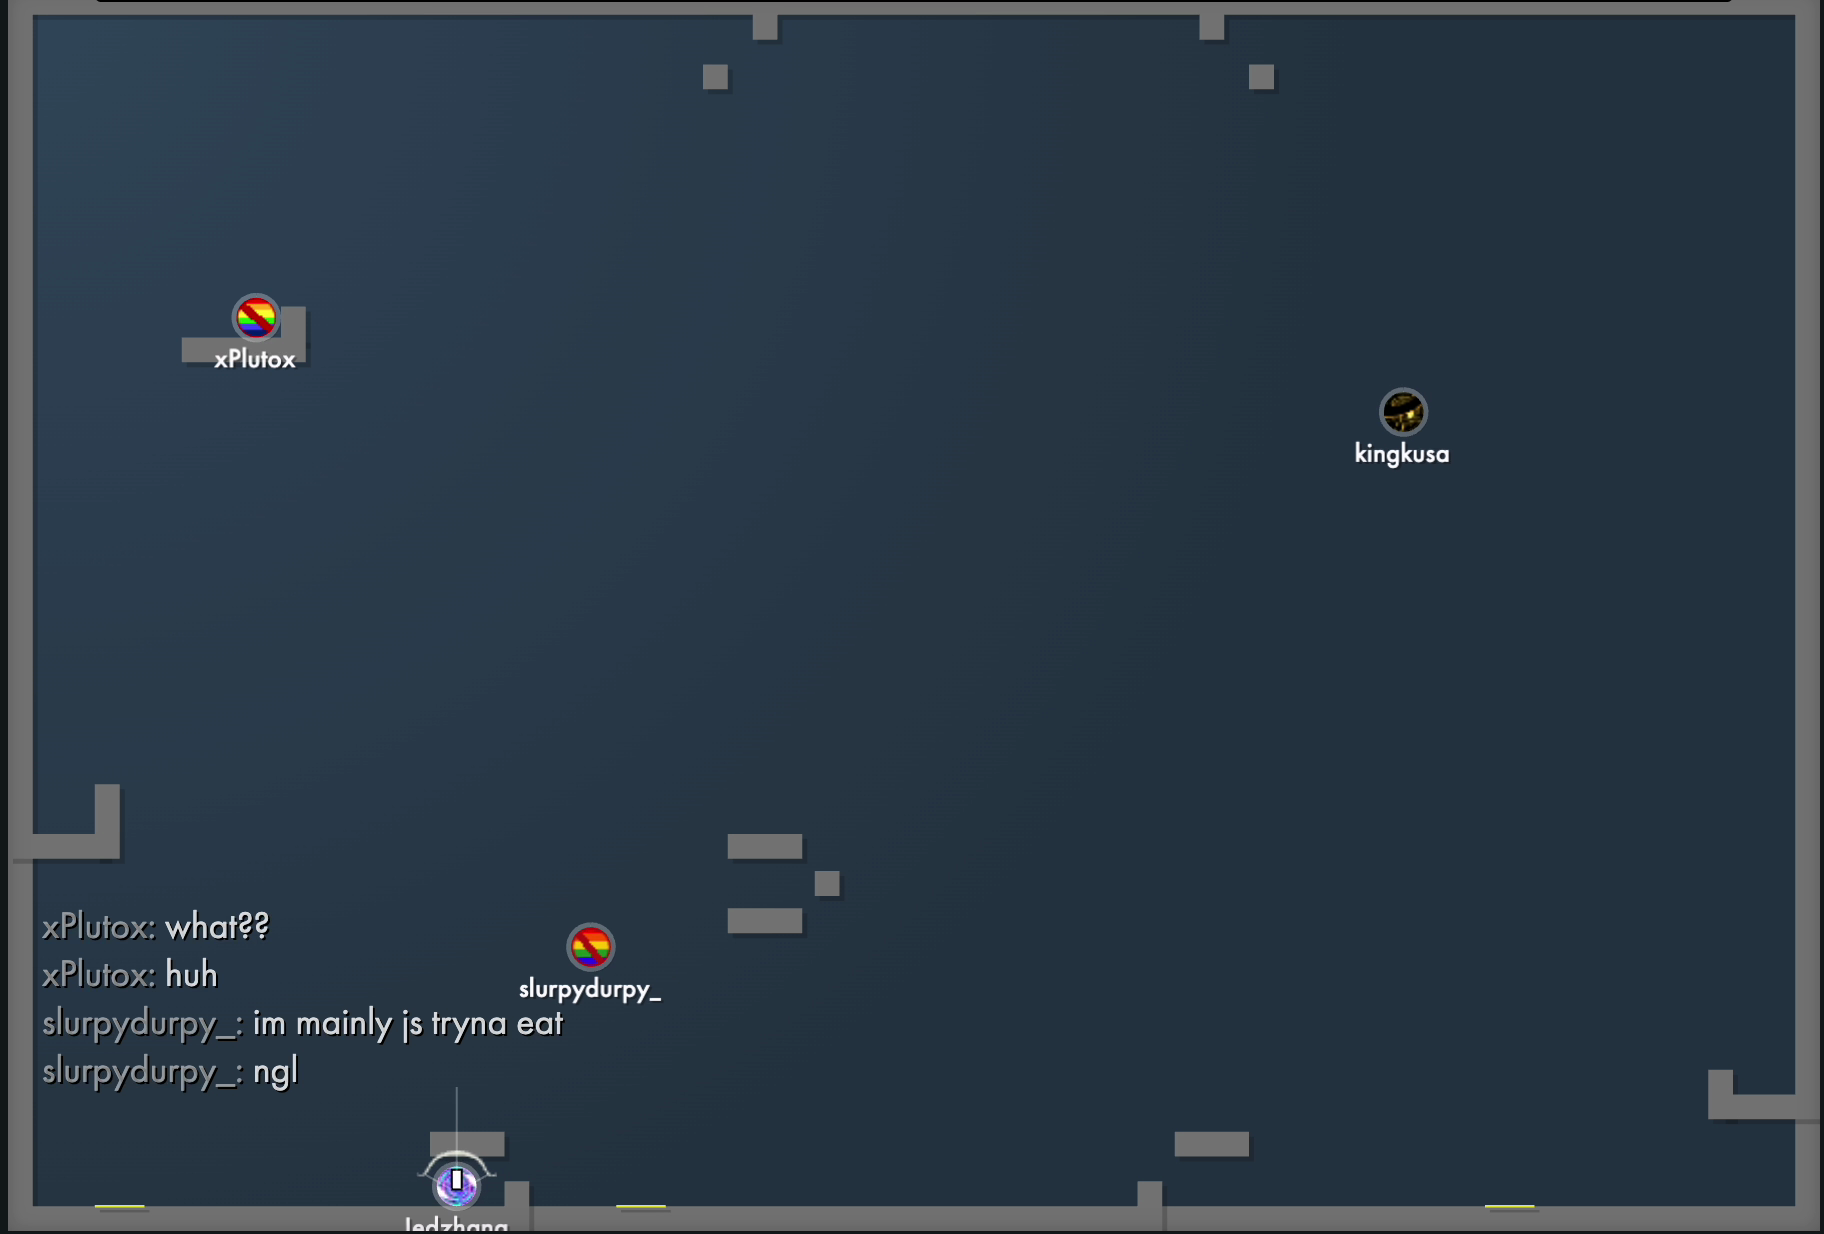 xPlutox
kingkusa
xPlutox: what??
xPlutox: huh
slurpydurpy_
slurpydurpy_: im mainly js tryna eat
slurpydurpy_: ngl